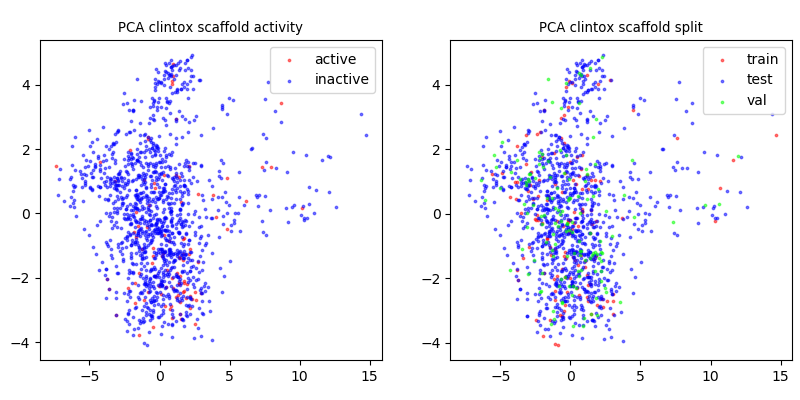 PCA clintox scaffold activity
active
inactive
4
2
0
−2
−4
−5
0
5
10
15
PCA clintox scaffold split
train
test
val
4
2
0
−2
−4
−5
0
5
10
15